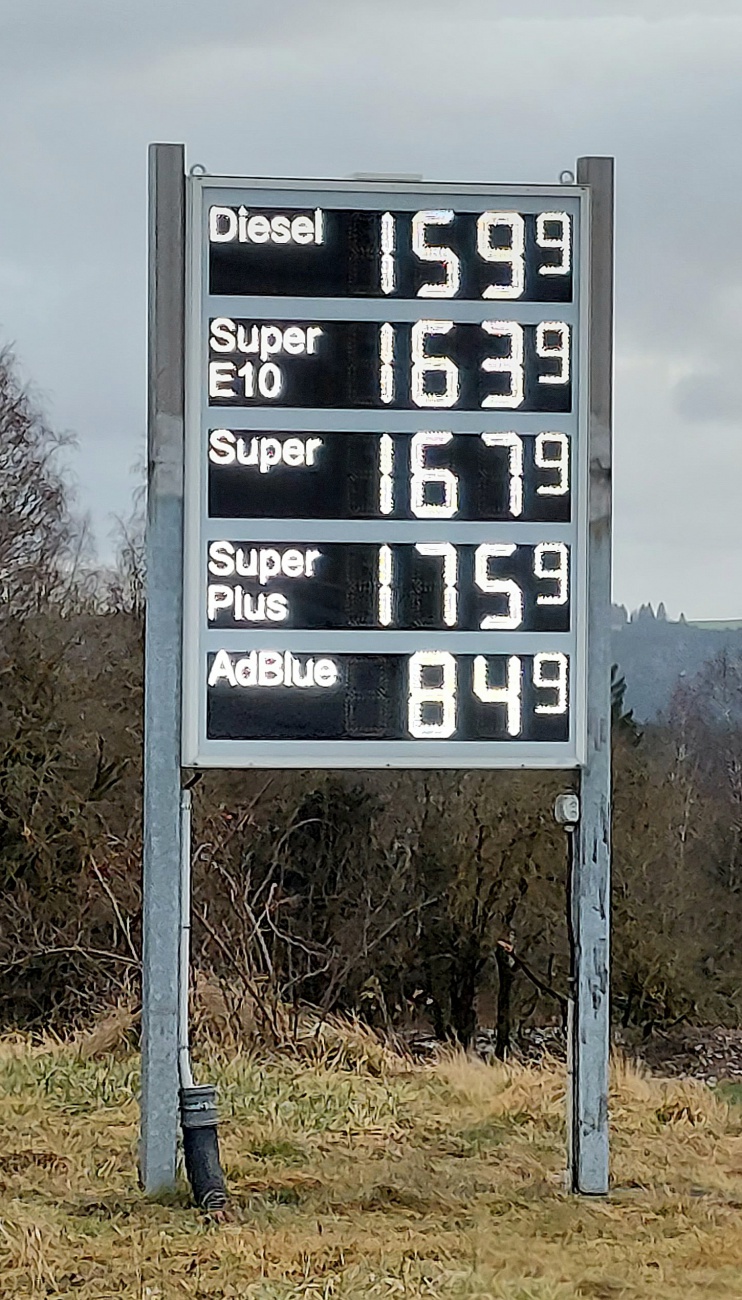 Diesel 1 59 9
Super
E10 1 63 9
Super 1 67 9
Super
Plus 1 75 9
AdBlue 84 9